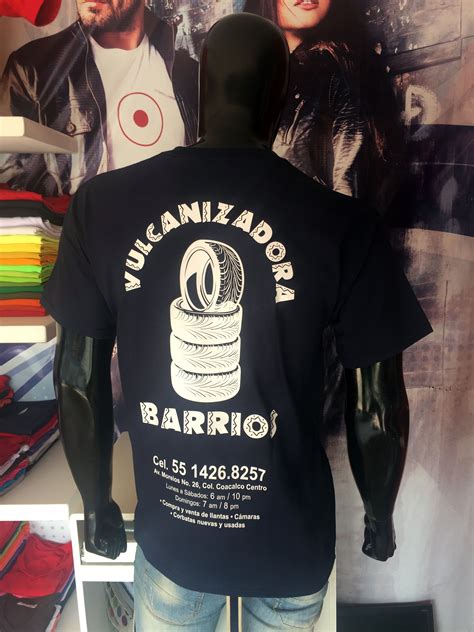 VULCANIZADORA
BARRIOS
Cel. 55 1426.8257
Av. Morelos No. 26, Col. Coacalco Centro
Lunes a Sábados: 6 am / 10 pm
Domingos: 7 am / 8 pm
• Compra y venta de llantas • Cámaras
• Corbatas nuevas y usadas